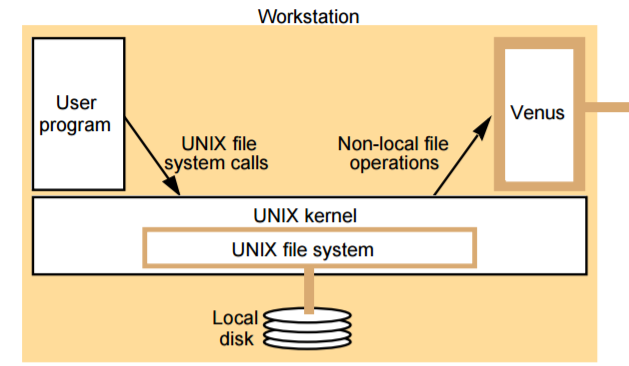 Workstation
User
program
UNIX file
system calls
Non-local file
operations
Venus
UNIX kernel
UNIX file system
Local
disk